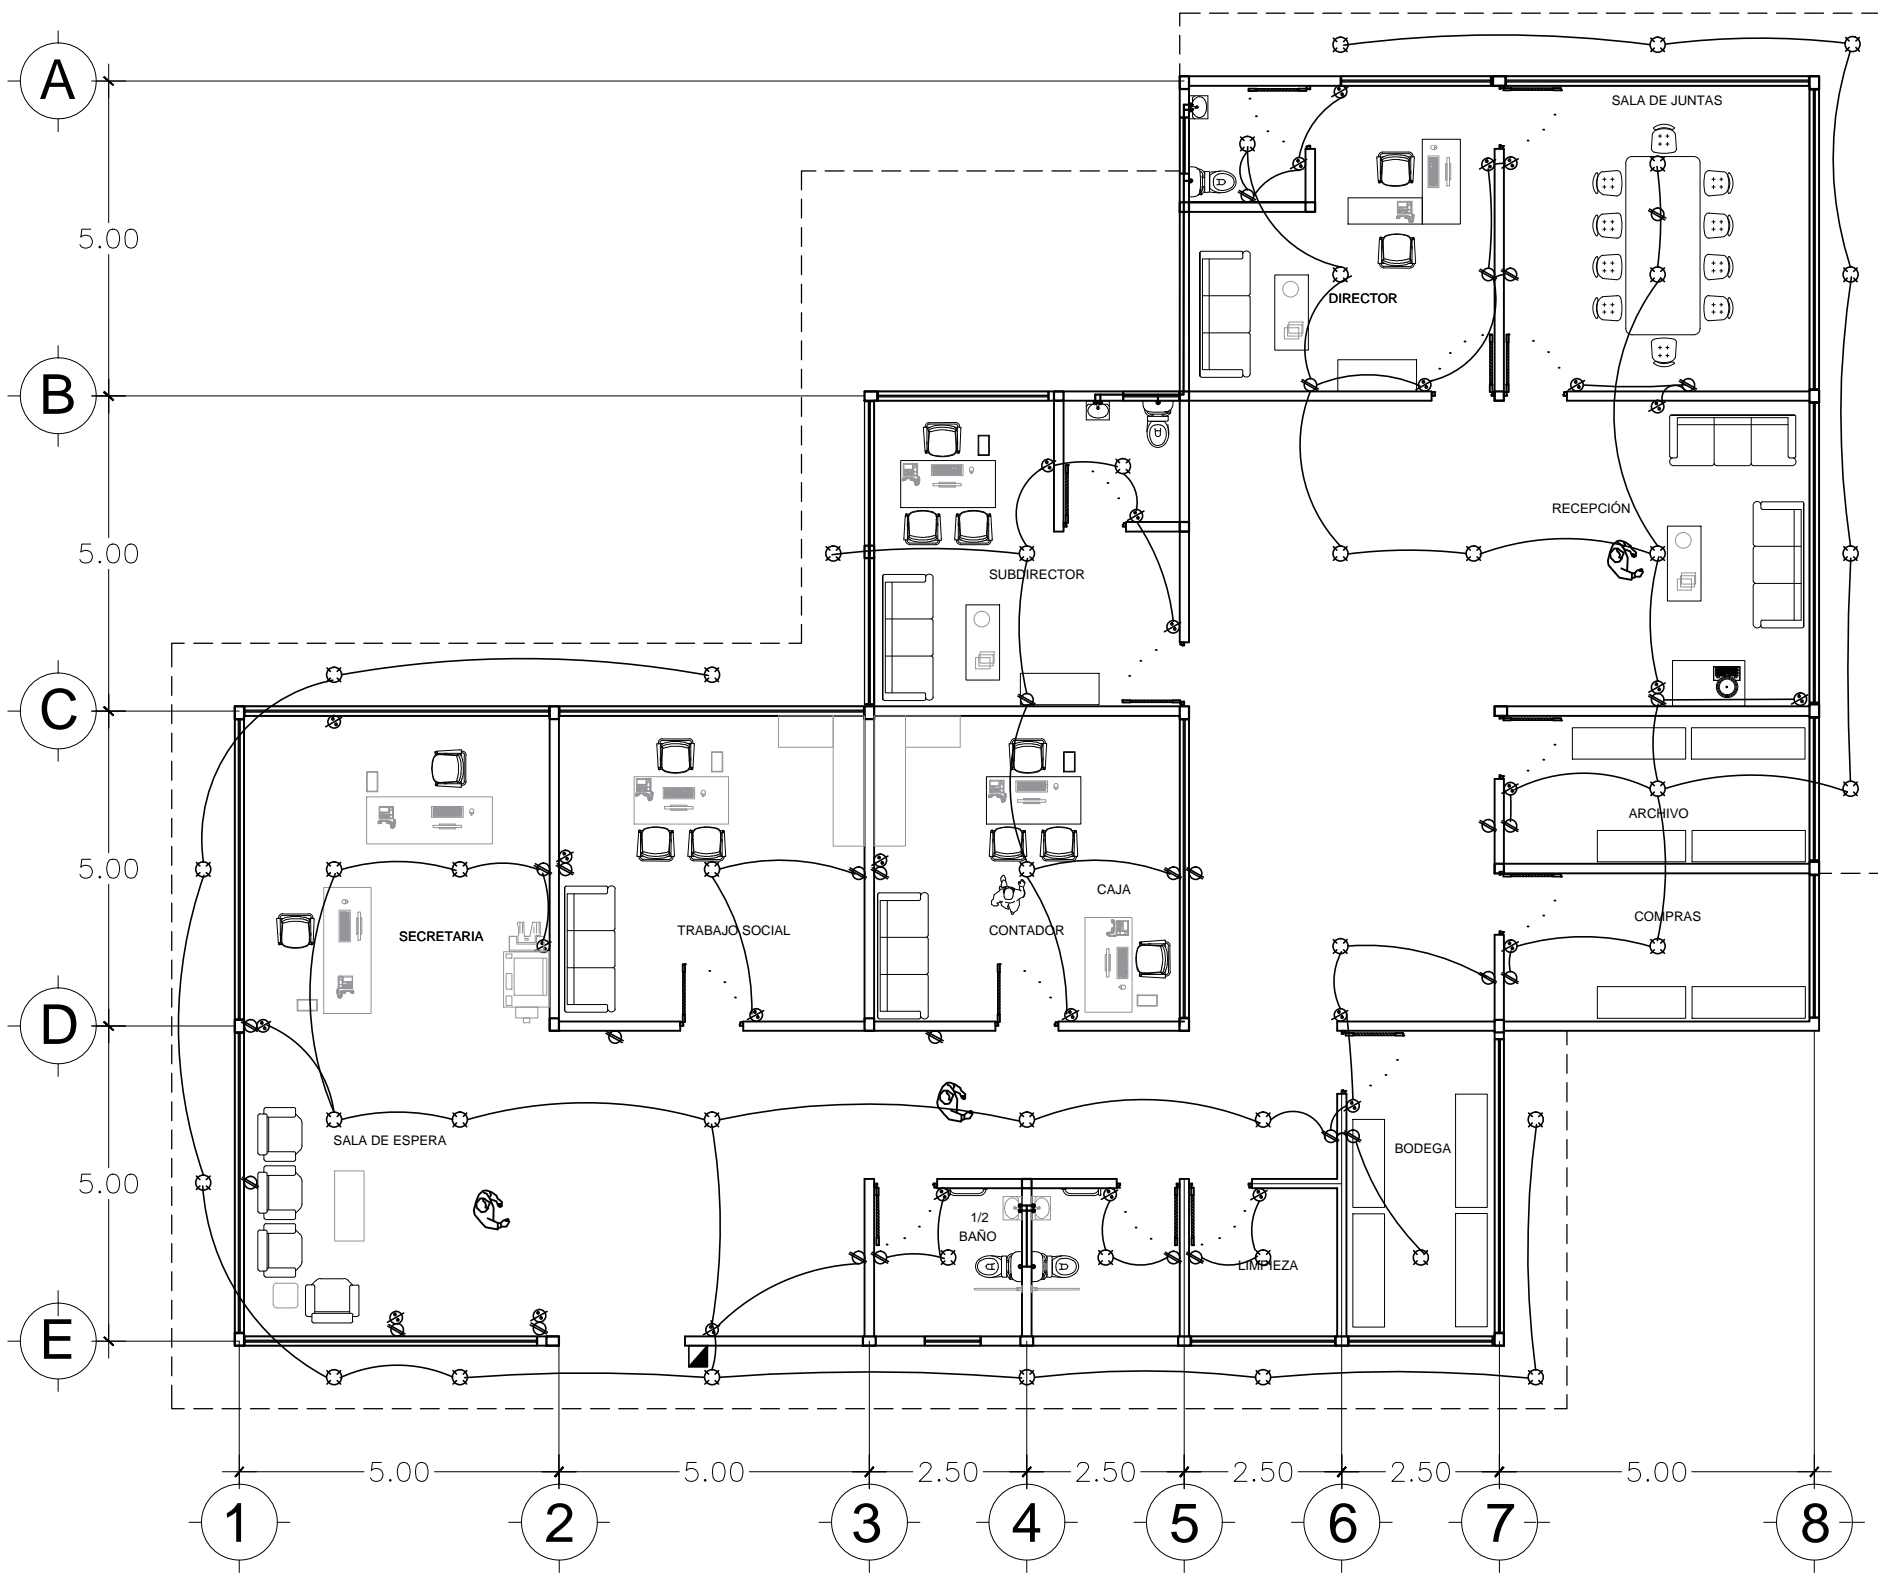 A
SALA DE JUNTAS
5.00
DIRECTOR
B
RECEPCIÓN
5.00
SUBDIRECTOR
C
ARCHIVO
5.00
CAJA
COMPRAS
SECRETARIA
TRABAJO SOCIAL
CONTADOR
D
SALA DE ESPERA
BODEGA
5.00
1/2
BAÑO
LIMPIEZA
E
5.00
5.00
2.50
2.50
2.50
2.50
5.00
1
2
3
4
5
6
7
8